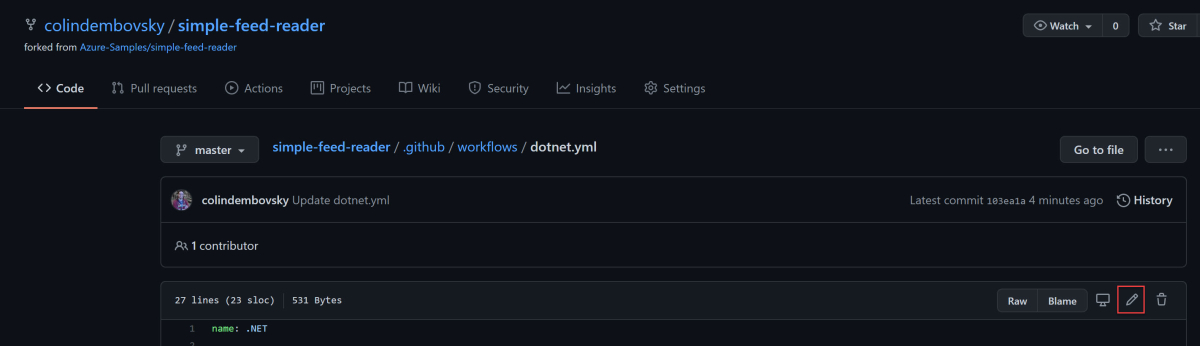 colindembovsky / simple-feed-reader
Watch 0 Star
forked from Azure-Samples/simple-feed-reader
Code Pull requests Actions Projects Wiki Security Insights Settings
master simple-feed-reader / .github / workflows / dotnet.yml Go to file ...
colindembovsky Update dotnet.yml Latest commit 103ea1a 4 minutes ago History
1 contributor
27 lines (23 sloc) 531 Bytes Raw Blame
1 name: .NET
2